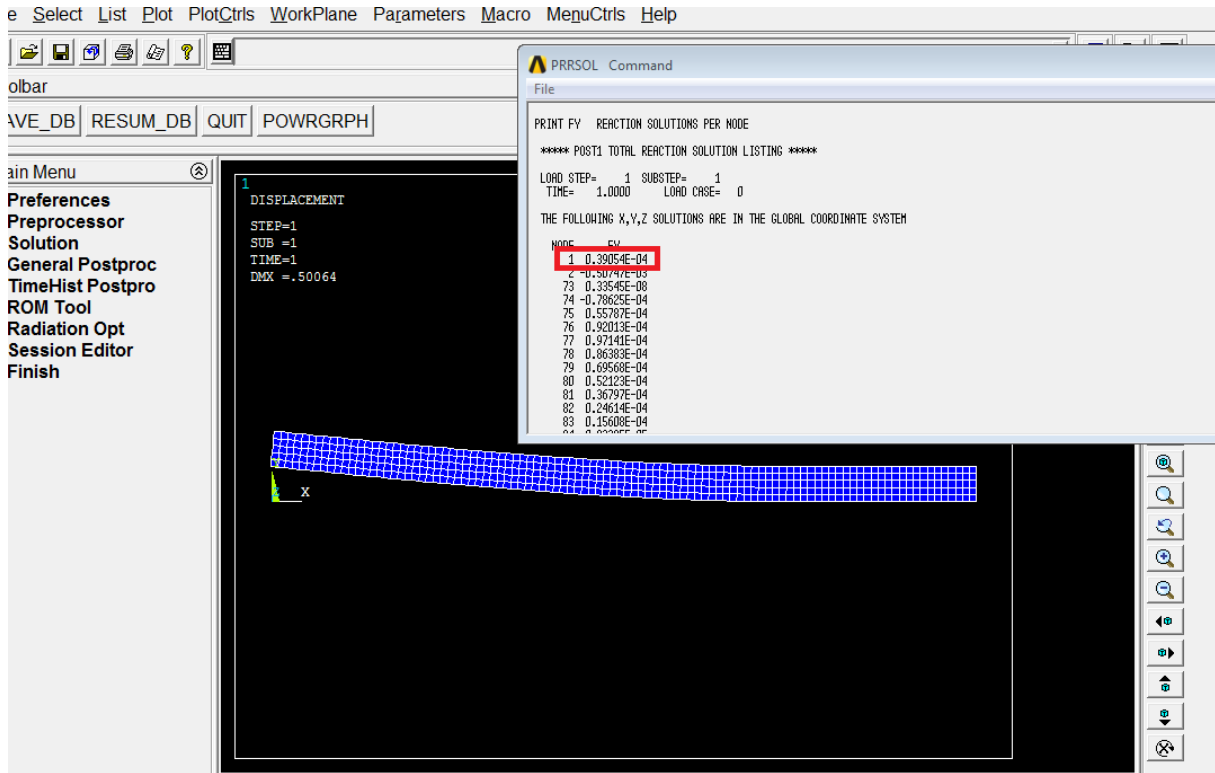 e Select List Plot PlotCtrls WorkPlane Parameters Macro MenuCtrls Help
olbar
AVE_DB RESUM_DB QUIT POWRGRPH
ain Menu
Preferences
Preprocessor
Solution
General Postproc
TimeHist Postpro
ROM Tool
Radiation Opt
Session Editor
Finish
1
DISPLACEMENT
STEP=1
SUB =1
TIME=1
DMX =.50064
X
PRRSOL Command
File
PRINT FY REACTION SOLUTIONS PER NODE
***** POST1 TOTAL REACTION SOLUTION LISTING *****
LOAD STEP= 1 SUBSTEP= 1
TIME= 1.0000 LOAD CASE= 0
THE FOLLOWING X,Y,Z SOLUTIONS ARE IN THE GLOBAL COORDINATE SYSTEM
NODE FY
1 0.39054E-04
2 -0.50747E-03
73 0.33545E-08
74 -0.78625E-04
75 0.55787E-04
76 0.92013E-04
77 0.97141E-04
78 0.86383E-04
79 0.69568E-04
80 0.52123E-04
81 0.36797E-04
82 0.24614E-04
83 0.15608E-04